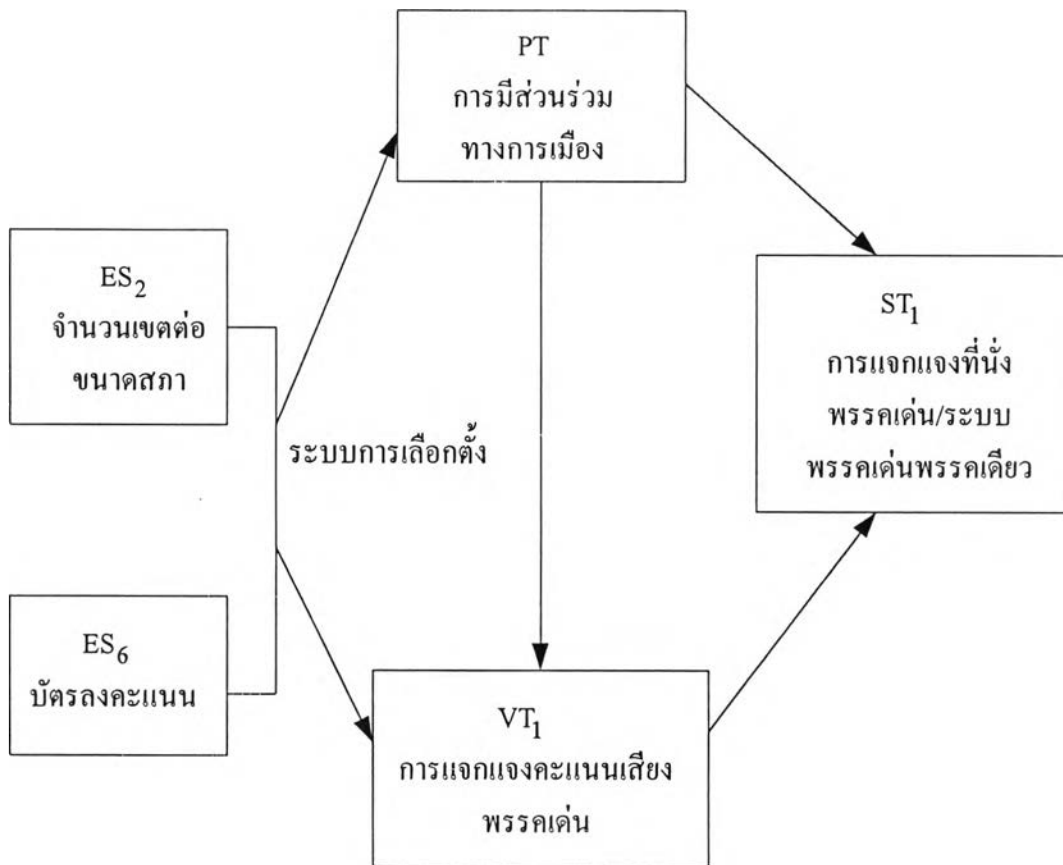 PT
การมีส่วนร่วม
ทางการเมือง
ES2
จำนวนเขตต่อ
ขนาดสภา
ระบบการเลือกตั้ง
ST1
การแจกแจงที่นั่ง
พรรคเด่น/ระบบ
พรรคเด่นพรรคเดียว
ES6
บัตรลงคะแนน
VT1
การแจกแจงคะแนนเสียง
พรรคเด่น